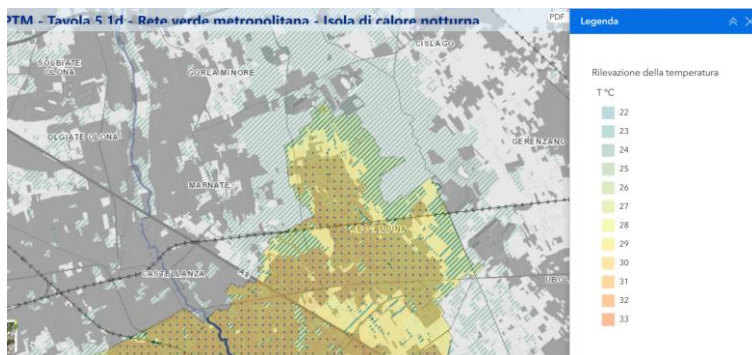 PTM - Tavola 5.1d - Rete verde metropolitana - Isola di calore notturna
PDF
Legenda
CISLAGO
SOLBIATE
OLONA
GORLA MINORE
OLGIATE OLONA
GERENZANO
MARNATE
RESCALDINA
CASTELLANZA
UBOL
Rilevazione della temperatura
T °C
22
23
24
25
26
27
28
29
30
31
32
33